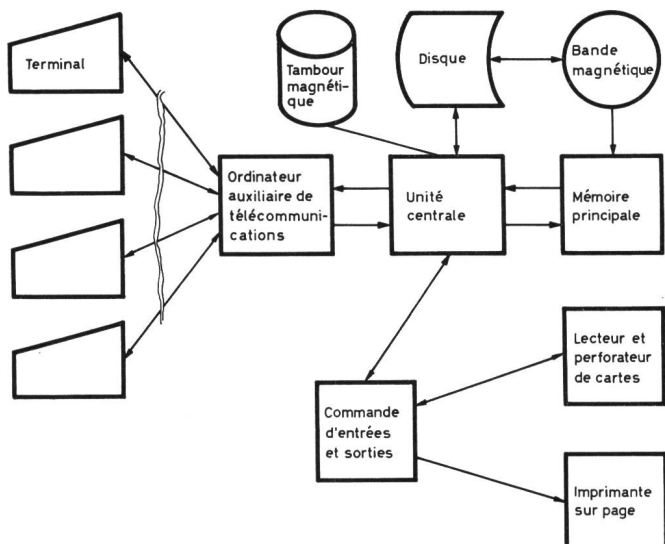 Terminal
Tambour
magnéti-
que
Disque
Bande
magnétique
Ordinateur
auxiliaire de
télécommuni-
cations
Unité
centrale
Mémoire
principale
Lecteur et
perforateur
de cartes
Commande
d'entrées
et sorties
Imprimante
sur page